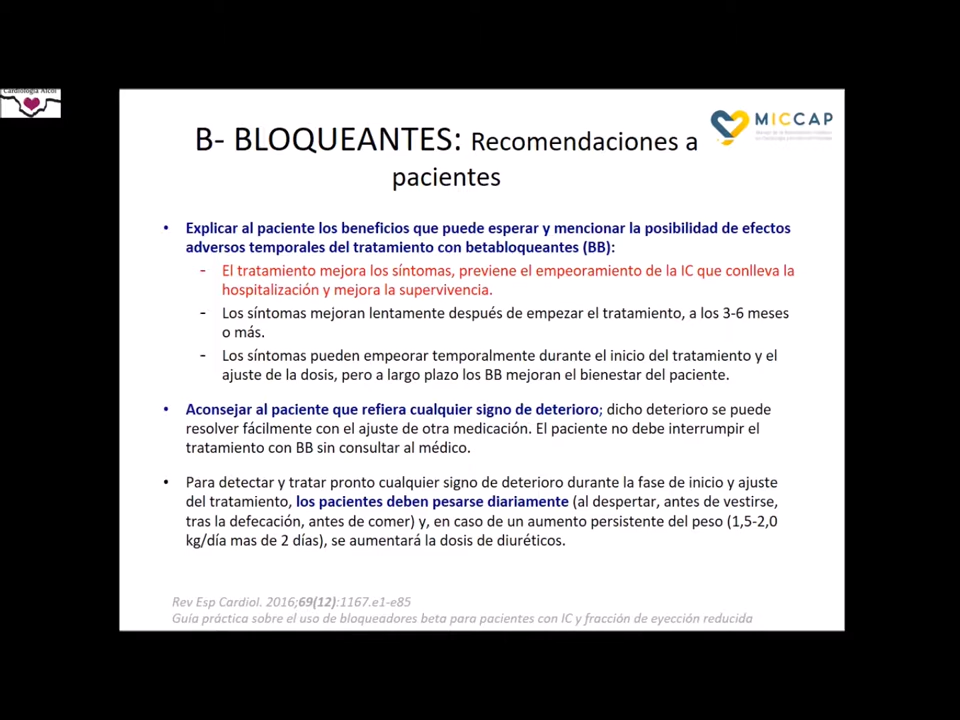 Cardiología Alcoi
B- BLOQUEANTES: Recomendaciones a
pacientes
MICCAP
• Explicar al paciente los beneficios que puede esperar y mencionar la posibilidad de efectos
adversos temporales del tratamiento con betabloqueantes (BB):
- El tratamiento mejora los síntomas, previene el empeoramiento de la IC que conlleva la
hospitalización y mejora la supervivencia.
- Los síntomas mejoran lentamente después de empezar el tratamiento, a los 3-6 meses
o más.
- Los síntomas pueden empeorar temporalmente durante el inicio del tratamiento y el
ajuste de la dosis, pero a largo plazo los BB mejoran el bienestar del paciente.
• Aconsejar al paciente que refiera cualquier signo de deterioro; dicho deterioro se puede
resolver fácilmente con el ajuste de otra medicación. El paciente no debe interrumpir el
tratamiento con BB sin consultar al médico.
• Para detectar y tratar pronto cualquier signo de deterioro durante la fase de inicio y ajuste
del tratamiento, los pacientes deben pesarse diariamente (al despertar, antes de vestirse,
tras la defecación, antes de comer) y, en caso de un aumento persistente del peso (1,5-2,0
kg/día mas de 2 días), se aumentará la dosis de diuréticos.
Rev Esp Cardiol. 2016;69(12):1167.e1-e85
Guía práctica sobre el uso de bloqueadores beta para pacientes con IC y fracción de eyección reducida